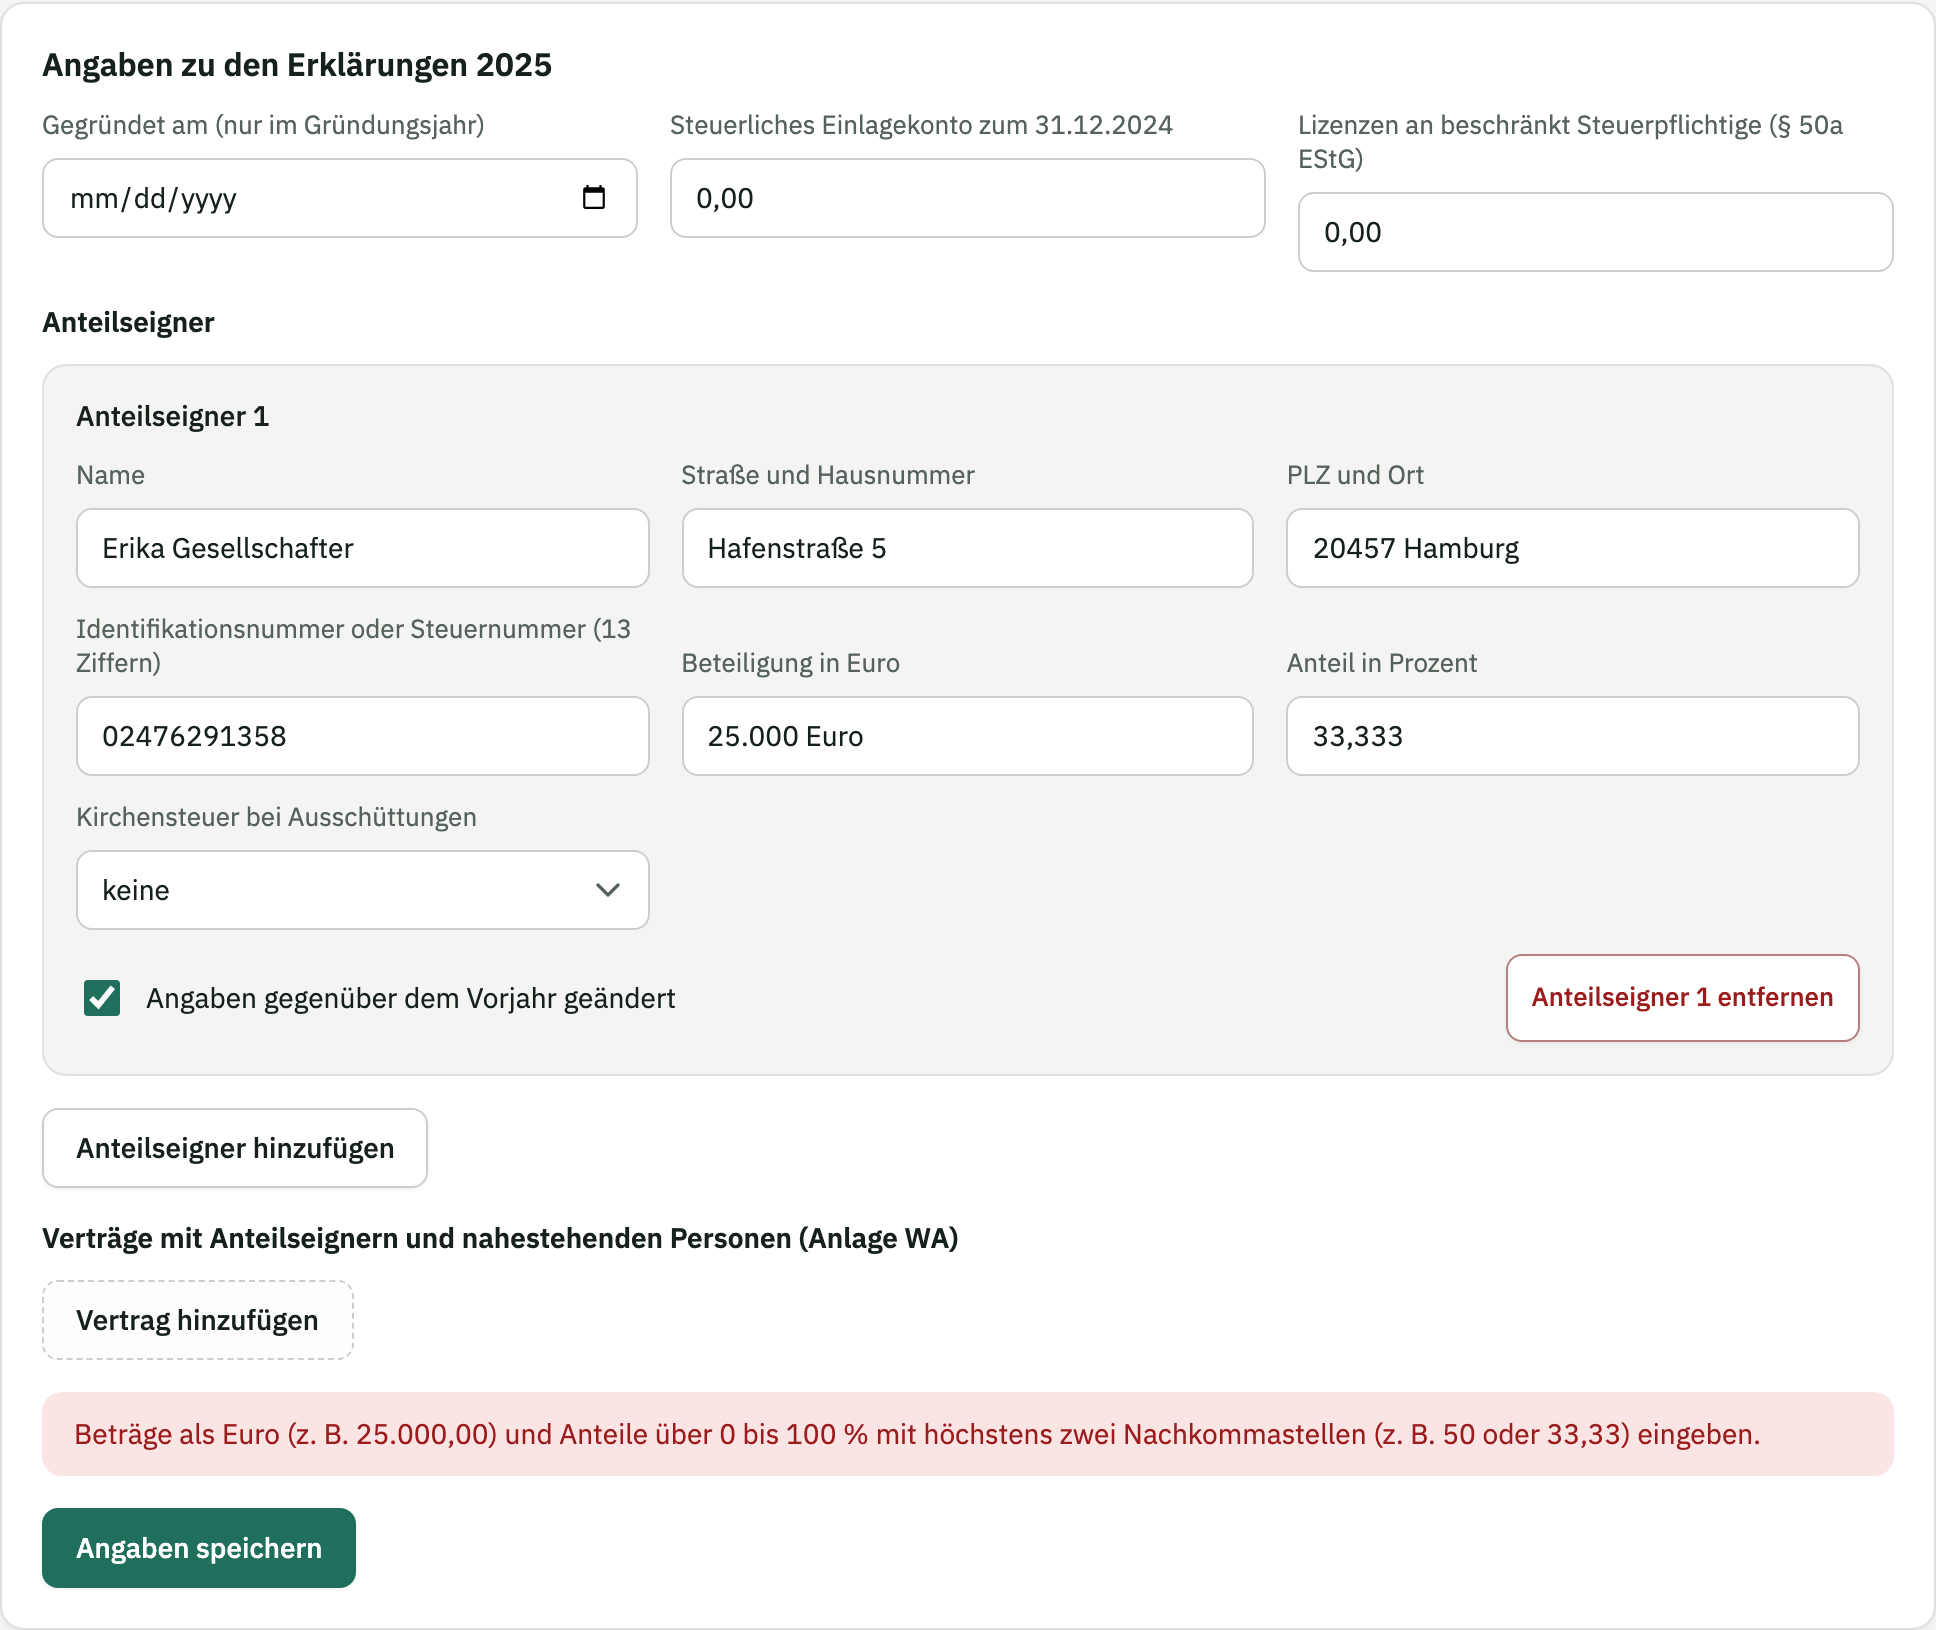 Angaben zu den Erklärungen 2025
Gegründet am (nur im Gründungsjahr)
mm/dd/yyyy
Steuerliches Einlagekonto zum 31.12.2024
0,00
Lizenzen an beschränkt Steuerpflichtige (§ 50a
EStG)
0,00
Anteilseigner
Anteilseigner 1
Name
Erika Gesellschafter
Straße und Hausnummer
Hafenstraße 5
PLZ und Ort
20457 Hamburg
Identifikationsnummer oder Steuernummer (13
Ziffern)
02476291358
Beteiligung in Euro
25.000 Euro
Anteil in Prozent
33,333
Kirchensteuer bei Ausschüttungen
keine
Angaben gegenüber dem Vorjahr geändert
Anteilseigner 1 entfernen
Anteilseigner hinzufügen
Verträge mit Anteilseignern und nahestehenden Personen (Anlage WA)
Vertrag hinzufügen
Beträge als Euro (z. B. 25.000,00) und Anteile über 0 bis 100 % mit höchstens zwei Nachkommastellen (z. B. 50 oder 33,33) eingeben.
Angaben speichern